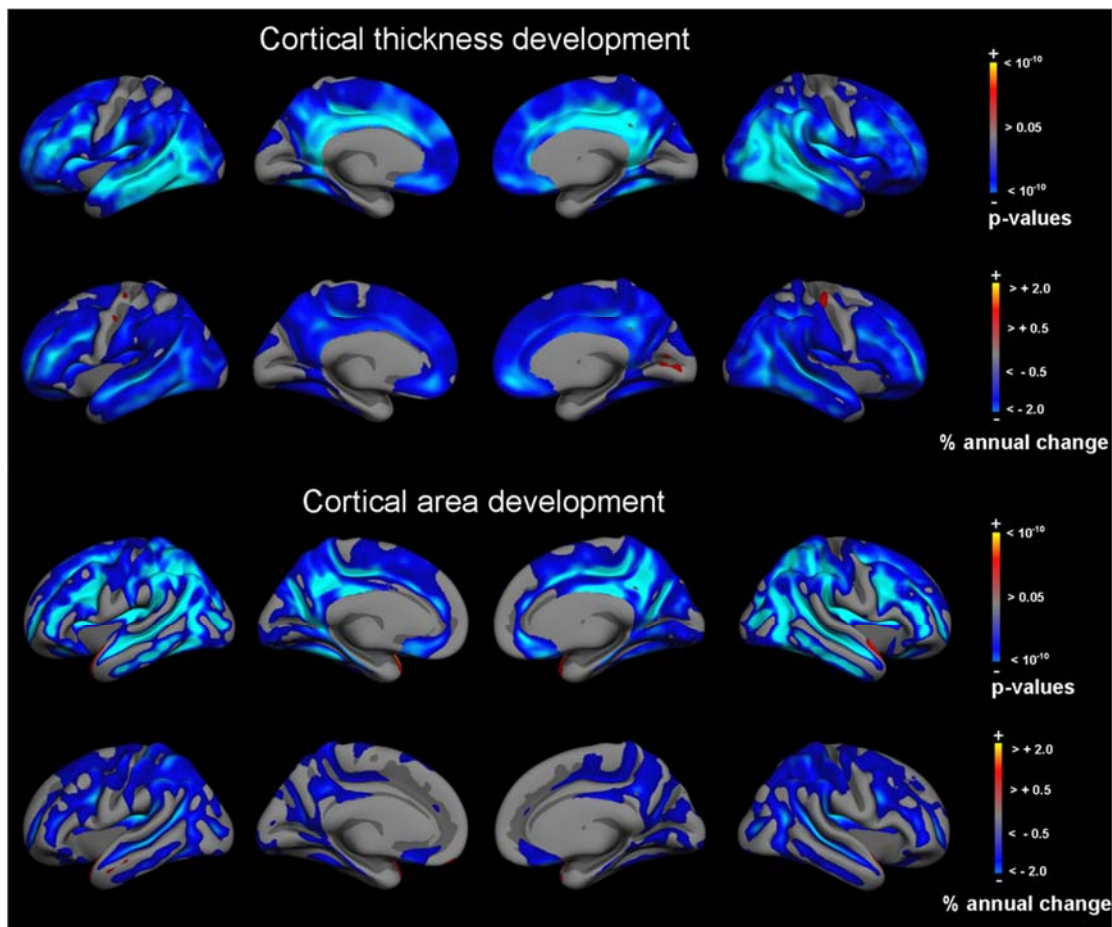 Cortical thickness development
+
< 10⁻¹⁰
> 0.05
< 10⁻¹⁰
-
p-values
+
> + 2.0
> + 0.5
< - 0.5
< - 2.0
-
% annual change
Cortical area development
+
< 10⁻¹⁰
> 0.05
< 10⁻¹⁰
-
p-values
+
> + 2.0
> + 0.5
< - 0.5
< - 2.0
-
% annual change